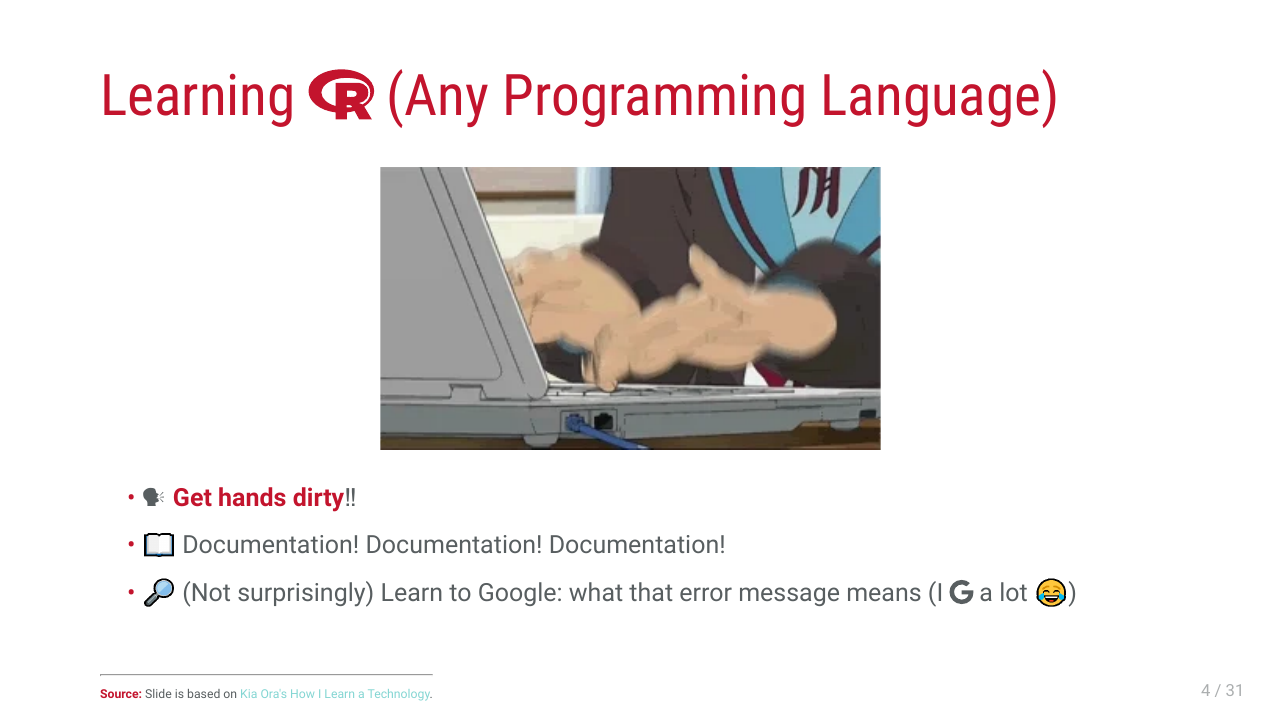 Learning R (Any Programming Language)
• 🗣 Get hands dirty!!
• 📖 Documentation! Documentation! Documentation!
• 🔎 (Not surprisingly) Learn to Google: what that error message means (I G a lot 😂)
Source: Slide is based on Kia Ora's How I Learn a Technology.
4 / 31